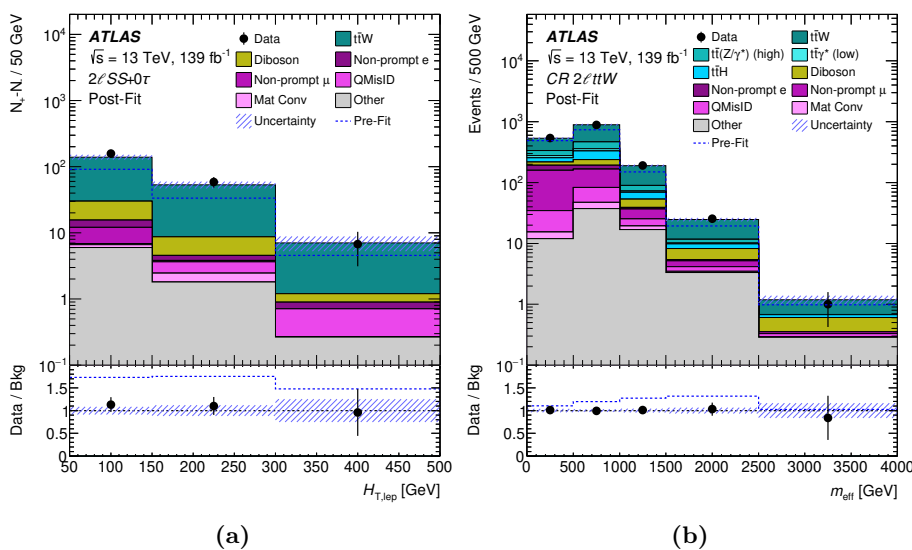 ATLAS
√s = 13 TeV, 139 fb⁻¹
2ℓSS+0τ
Post-Fit
Data
tt̄W
Diboson
Non-prompt e
Non-prompt μ
QMisID
Mat Conv
Other
Uncertainty
Pre-Fit
N₊-N₋ / 50 GeV
10⁴
10³
10²
10
1
10⁻¹
Data / Bkg
1.5
1
0.5
0
50 100 150 200 250 300 350 400 450 500
H_T,lep [GeV]
(a)
ATLAS
√s = 13 TeV, 139 fb⁻¹
CR 2ℓttW
Post-Fit
Data
tt̄W
tt̄(Z/γ*) (high)
tt̄γ* (low)
tt̄H
Diboson
Non-prompt e
Non-prompt μ
QMisID
Mat Conv
Other
Uncertainty
Pre-Fit
Events / 500 GeV
10⁵
10⁴
10³
10²
10
1
10⁻¹
Data / Bkg
1.5
1
0.5
0
0 500 1000 1500 2000 2500 3000 3500 4000
m_eff [GeV]
(b)